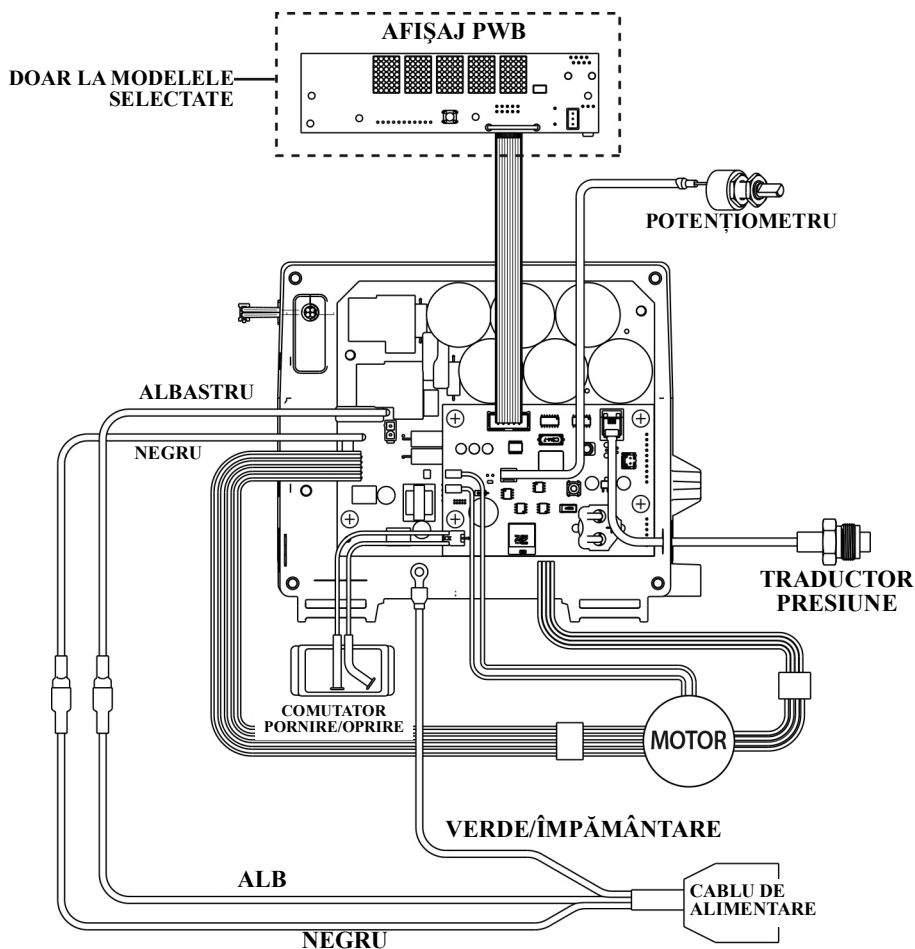 AFIŞAJ PWB
DOAR LA MODELELE
SELECTATE
POTENȚIOMETRU
ALBASTRU
NEGRU
TRADUCTOR
PRESIUNE
COMUTATOR
PORNIRE/OPRIRE
MOTOR
VERDE/ÎMPĂMÂNTARE
ALB
CABLU DE
ALIMENTARE
NEGRU